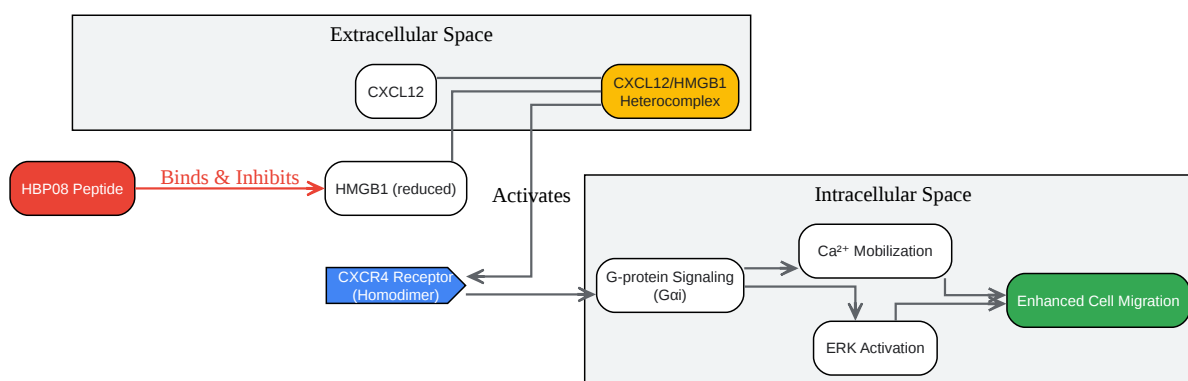 Extracellular Space
CXCL12
CXCL12/HMGB1
Heterocomplex
HBP08 Peptide
Binds & Inhibits
HMGB1 (reduced)
Activates
Intracellular Space
CXCR4 Receptor
(Homodimer)
G-protein Signaling
(Gαi)
Ca²⁺ Mobilization
ERK Activation
Enhanced Cell Migration